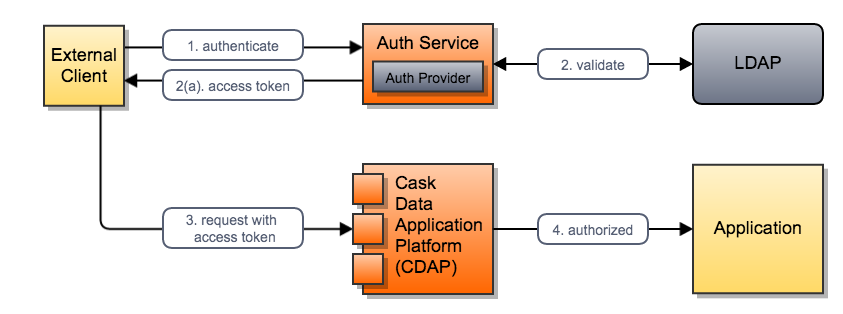 External
Client
1. authenticate
2(a). access token
Auth Service
Auth Provider
2. validate
LDAP
3. request with
access token
Cask
Data
Application
Platform
(CDAP)
4. authorized
Application